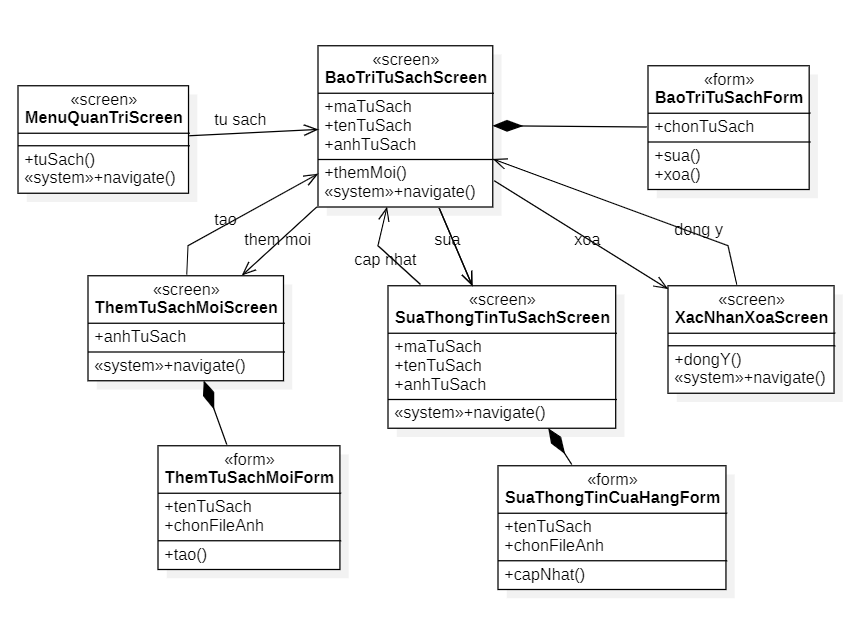 «screen»
BaoTriTuSachScreen
+maTuSach
+tenTuSach
+anhTuSach
+themMoi()
«system»+navigate()
«form»
BaoTriTuSachForm
+chonTuSach
+sua()
+xoa()
«screen»
MenuQuanTriScreen
+tuSach()
«system»+navigate()
tu sach
tao
them moi
cap nhat
sua
xoa
dong y
«screen»
ThemTuSachMoiScreen
+anhTuSach
«system»+navigate()
«screen»
SuaThongTinTuSachScreen
+maTuSach
+tenTuSach
+anhTuSach
«system»+navigate()
«screen»
XacNhanXoaScreen
+dongY()
«system»+navigate()
«form»
ThemTuSachMoiForm
+tenTuSach
+chonFileAnh
+tao()
«form»
SuaThongTinCuaHangForm
+tenTuSach
+chonFileAnh
+capNhat()